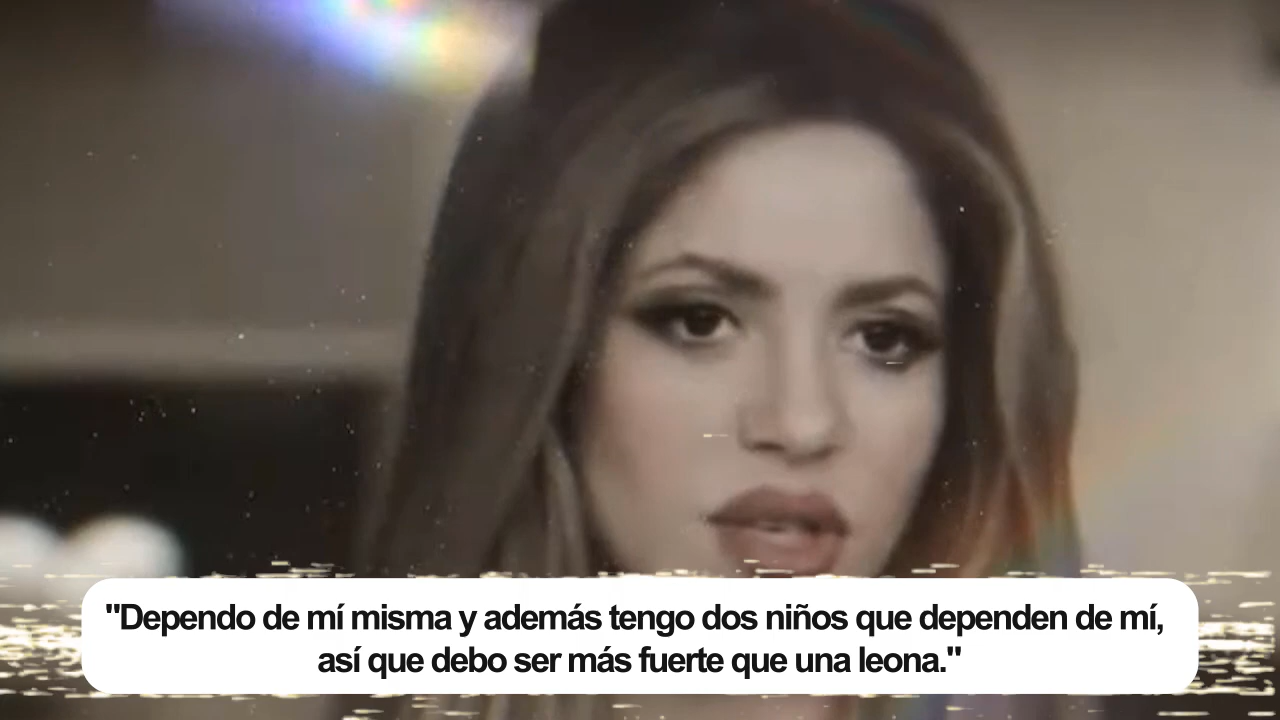 "Dependo de mí misma y además tengo dos niños que dependen de mí,
así que debo ser más fuerte que una leona."